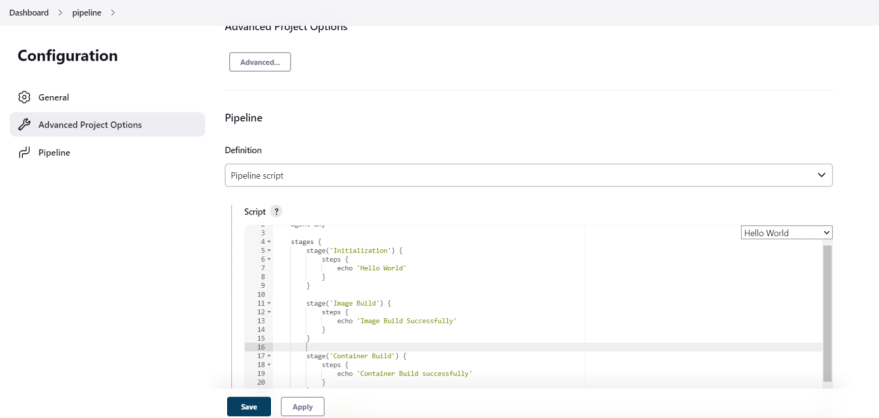 Dashboard > pipeline >
Advanced Project Options
Configuration
Advanced...
General
Advanced Project Options
Pipeline
Pipeline
Definition
Pipeline script
Script ?
Hello World
2 agent any
3
4 stages {
5 stage('Initialization') {
6 steps {
7 echo 'Hello World'
8 }
9 }
10
11 stage('Image Build') {
12 steps {
13 echo 'Image Build Successfully'
14 }
15 }
16
17 stage('Container Build') {
18 steps {
19 echo 'Container Build successfully'
20 }
Save
Apply